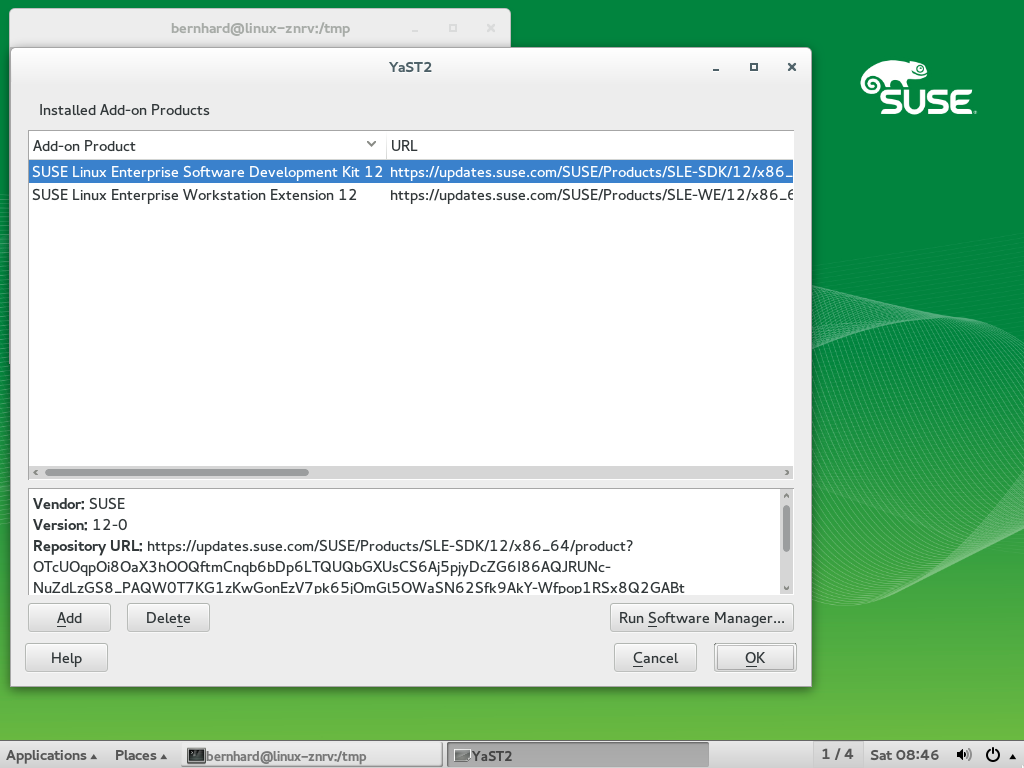 bernhard@linux-znrv:/tmp
YaST2
SUSE
Installed Add-on Products
Add-on Product URL
SUSE Linux Enterprise Software Development Kit 12 https://updates.suse.com/SUSE/Products/SLE-SDK/12/x86_
SUSE Linux Enterprise Workstation Extension 12 https://updates.suse.com/SUSE/Products/SLE-WE/12/x86_6
Vendor: SUSE
Version: 12-0
Repository URL: https://updates.suse.com/SUSE/Products/SLE-SDK/12/x86_64/product?
OTcUOqpOi8OaX3hOOQftmCnqb6bDp6LTQUQbGXUsCS6Aj5pjyDcZG6I86AQJRUNc-
NuZdLzGS8_PAQW0T7KG1zKwGonEzV7pk65jOmGl5OWaSN62Sfk9AkY-Wfpop1RSx8Q2GABt
Add Delete Run Software Manager...
Help Cancel OK
Applications Places bernhard@linux-znrv:/tmp YaST2 1 / 4 Sat 08:46